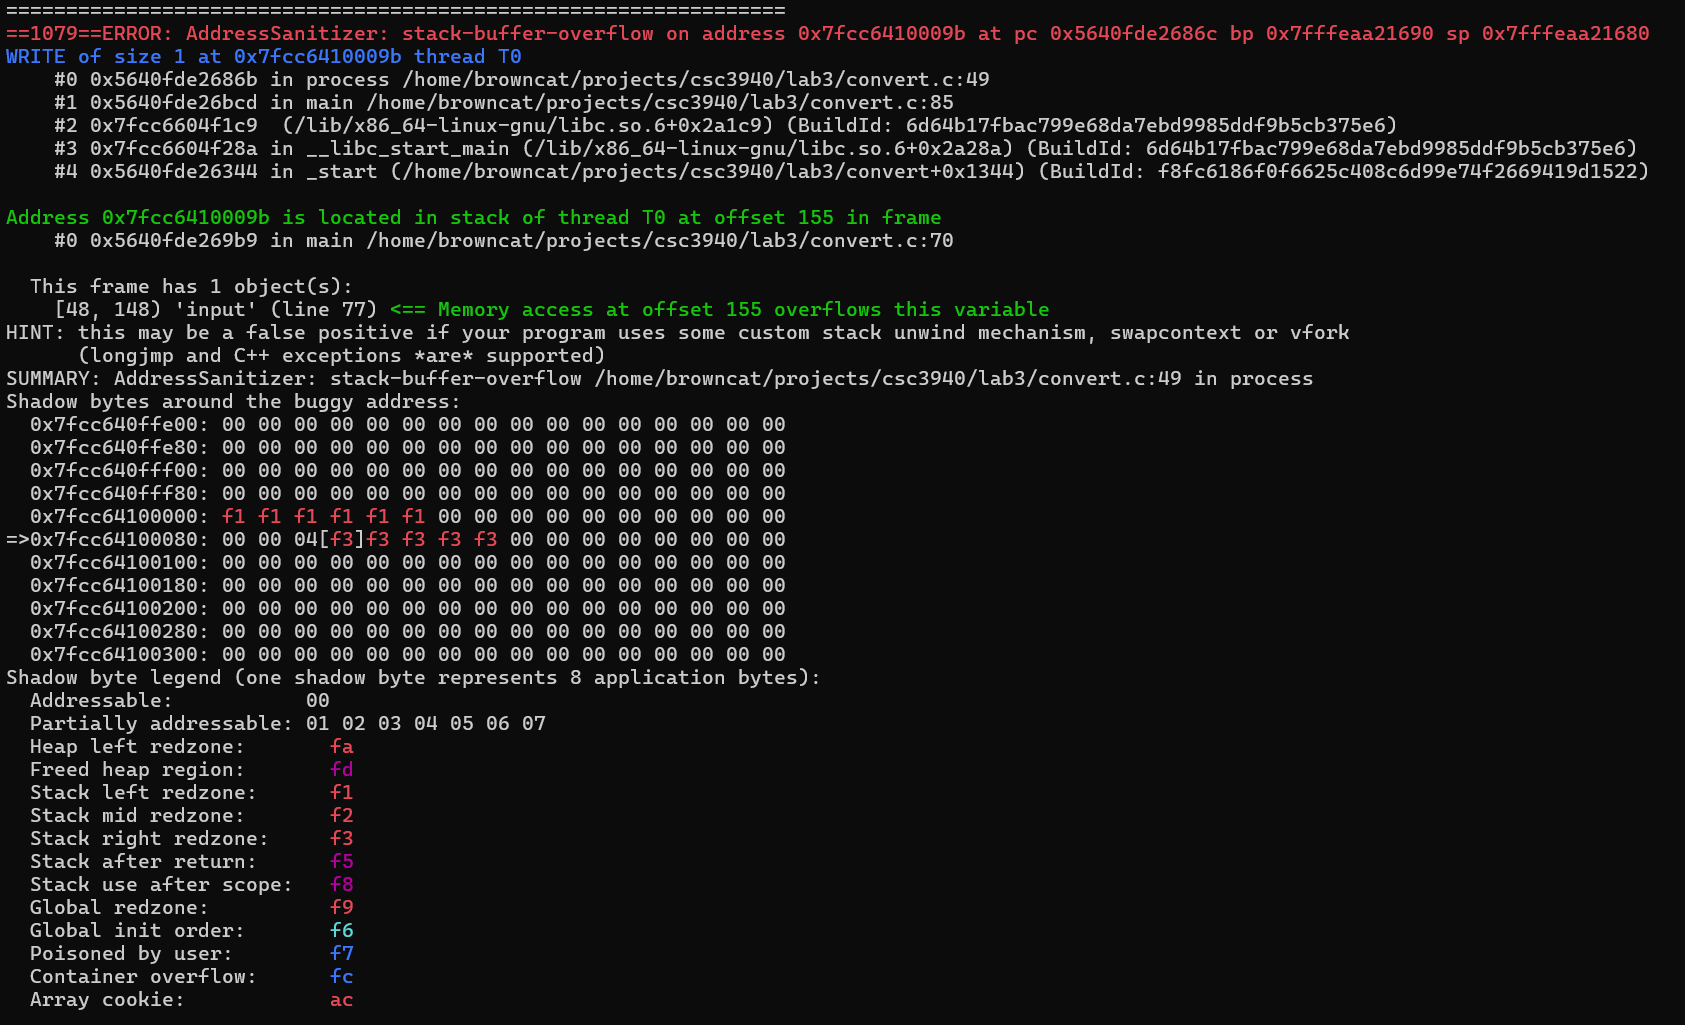 =================================================================
==1079==ERROR: AddressSanitizer: stack-buffer-overflow on address 0x7fcc6410009b at pc 0x5640fde2686c bp 0x7fffeaa21690 sp 0x7fffeaa21680
WRITE of size 1 at 0x7fcc6410009b thread T0
    #0 0x5640fde2686b in process /home/browncat/projects/csc3940/lab3/convert.c:49
    #1 0x5640fde26bcd in main /home/browncat/projects/csc3940/lab3/convert.c:85
    #2 0x7fcc6604f1c9  (/lib/x86_64-linux-gnu/libc.so.6+0x2a1c9) (BuildId: 6d64b17fbac799e68da7ebd9985ddf9b5cb375e6)
    #3 0x7fcc6604f28a in __libc_start_main (/lib/x86_64-linux-gnu/libc.so.6+0x2a28a) (BuildId: 6d64b17fbac799e68da7ebd9985ddf9b5cb375e6)
    #4 0x5640fde26344 in _start (/home/browncat/projects/csc3940/lab3/convert+0x1344) (BuildId: f8fc6186f0f6625c408c6d99e74f2669419d1522)

Address 0x7fcc6410009b is located in stack of thread T0 at offset 155 in frame
    #0 0x5640fde269b9 in main /home/browncat/projects/csc3940/lab3/convert.c:70

  This frame has 1 object(s):
    [48, 148) 'input' (line 77) <== Memory access at offset 155 overflows this variable
HINT: this may be a false positive if your program uses some custom stack unwind mechanism, swapcontext or vfork
      (longjmp and C++ exceptions *are* supported)
SUMMARY: AddressSanitizer: stack-buffer-overflow /home/browncat/projects/csc3940/lab3/convert.c:49 in process
Shadow bytes around the buggy address:
  0x7fcc640ffe00: 00 00 00 00 00 00 00 00 00 00 00 00 00 00 00 00
  0x7fcc640ffe80: 00 00 00 00 00 00 00 00 00 00 00 00 00 00 00 00
  0x7fcc640fff00: 00 00 00 00 00 00 00 00 00 00 00 00 00 00 00 00
  0x7fcc640fff80: 00 00 00 00 00 00 00 00 00 00 00 00 00 00 00 00
  0x7fcc64100000: f1 f1 f1 f1 f1 f1 00 00 00 00 00 00 00 00 00 00
=>0x7fcc64100080: 00 00 04[f3]f3 f3 f3 f3 00 00 00 00 00 00 00 00
  0x7fcc64100100: 00 00 00 00 00 00 00 00 00 00 00 00 00 00 00 00
  0x7fcc64100180: 00 00 00 00 00 00 00 00 00 00 00 00 00 00 00 00
  0x7fcc64100200: 00 00 00 00 00 00 00 00 00 00 00 00 00 00 00 00
  0x7fcc64100280: 00 00 00 00 00 00 00 00 00 00 00 00 00 00 00 00
  0x7fcc64100300: 00 00 00 00 00 00 00 00 00 00 00 00 00 00 00 00
Shadow byte legend (one shadow byte represents 8 application bytes):
  Addressable:           00
  Partially addressable: 01 02 03 04 05 06 07
  Heap left redzone:       fa
  Freed heap region:       fd
  Stack left redzone:      f1
  Stack mid redzone:       f2
  Stack right redzone:     f3
  Stack after return:      f5
  Stack use after scope:   f8
  Global redzone:          f9
  Global init order:       f6
  Poisoned by user:        f7
  Container overflow:      fc
  Array cookie:            ac